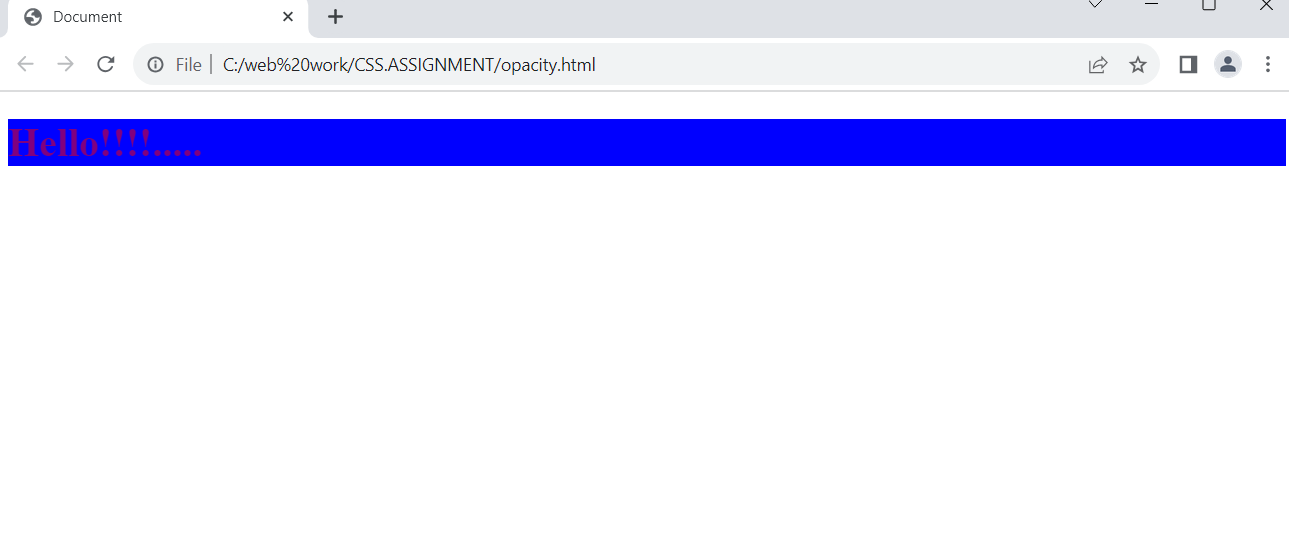 Document
File | C:/web%20work/CSS.ASSIGNMENT/opacity.html
Hello!!!!.....